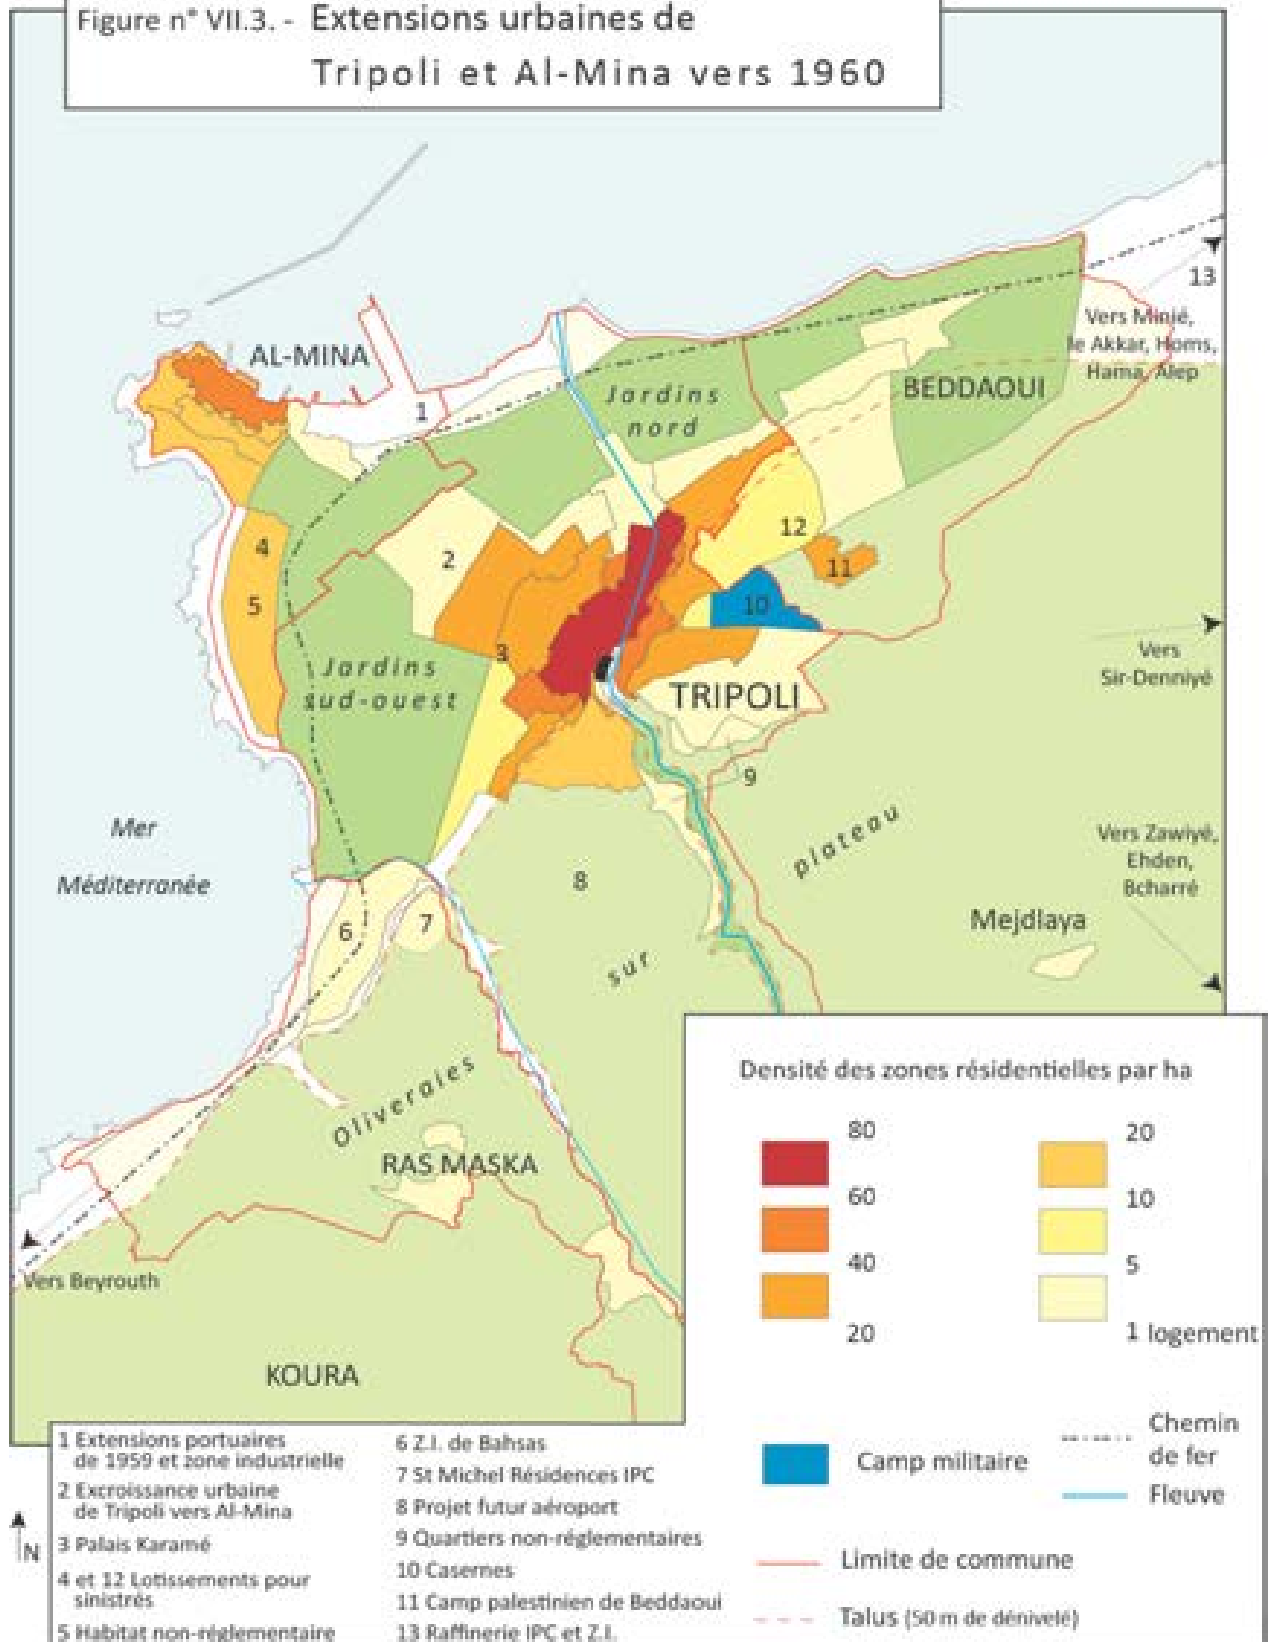 Figure n° VII.3. - Extensions urbaines de
Tripoli et Al-Mina vers 1960
13
Vers Minié,
le Akkar, Homs,
Hama, Alep
AL-MINA
1
Jardins
nord
BEDDAOUI
12
11
10
2
4
5
3
Jardins
sud-ouest
TRIPOLI
Vers
Sir-Denniyé
9
Mer
Méditerranée
plateau
8
Vers Zawiyé,
Ehden,
Bcharré
6
7
Mejdlaya
sur
Oliveraies
RAS MASKA
Vers Beyrouth
KOURA
Densité des zones résidentielles par ha
80
60
40
20
20
10
5
1 logement
Camp militaire
Chemin
de fer
Fleuve
Limite de commune
Talus (50 m de dénivelé)
N
1 Extensions portuaires
de 1959 et zone industrielle
2 Excroissance urbaine
de Tripoli vers Al-Mina
3 Palais Karamé
4 et 12 Lotissements pour
sinistrés
5 Habitat non-réglementaire
6 Z.I. de Bahsas
7 St Michel Résidences IPC
8 Projet futur aéroport
9 Quartiers non-réglementaires
10 Casernes
11 Camp palestinien de Beddaoui
13 Raffinerie IPC et Z.I.